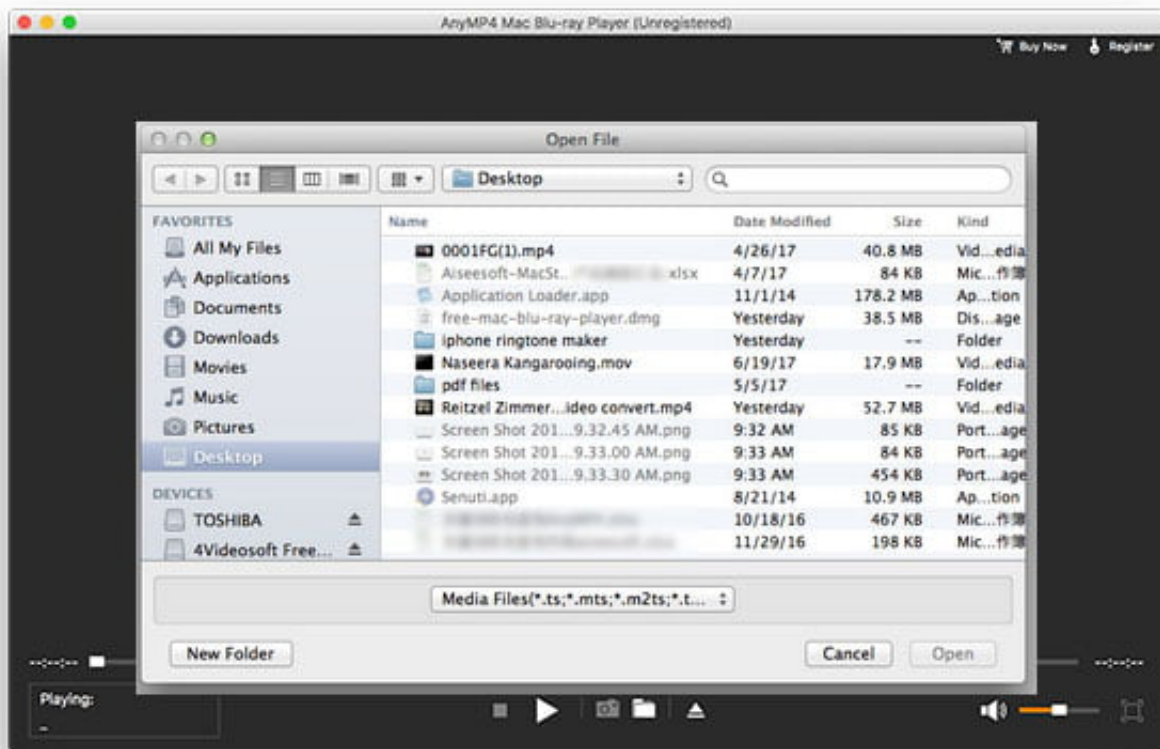 AnyMP4 Mac Blu-ray Player (Unregistered)
Buy Now Register
Open File
Desktop
FAVORITES
All My Files
Applications
Documents
Downloads
Movies
Music
Pictures
Desktop
DEVICES
TOSHIBA
4Videosoft Free...
Name Date Modified Size Kind
0001FG(1).mp4 4/26/17 40.8 MB Vid...edia
Aiseesoft-MacSt.. xlsx 4/7/17 84 KB Mic...作簿
Application Loader.app 11/1/14 178.2 MB Ap...tion
free-mac-blu-ray-player.dmg Yesterday 38.5 MB Dis...age
iphone ringtone maker Yesterday -- Folder
Naseera Kangarooing.mov 6/19/17 17.9 MB Vid...edia
pdf files 5/5/17 -- Folder
Reitzel Zimmer...ideo convert.mp4 Yesterday 52.7 MB Vid...edia
Screen Shot 201...9.32.45 AM.png 9:32 AM 85 KB Port...age
Screen Shot 201...9.33.00 AM.png 9:33 AM 84 KB Port...age
Screen Shot 201...9.33.30 AM.png 9:33 AM 454 KB Port...age
Senuti.app 8/21/14 10.9 MB Ap...tion
10/18/16 467 KB Mic...作簿
11/29/16 198 KB Mic...作簿
Media Files(*.ts;*.mts;*.m2ts;*.t...
New Folder Cancel Open
--:--:-- --:--:--
Playing:
-